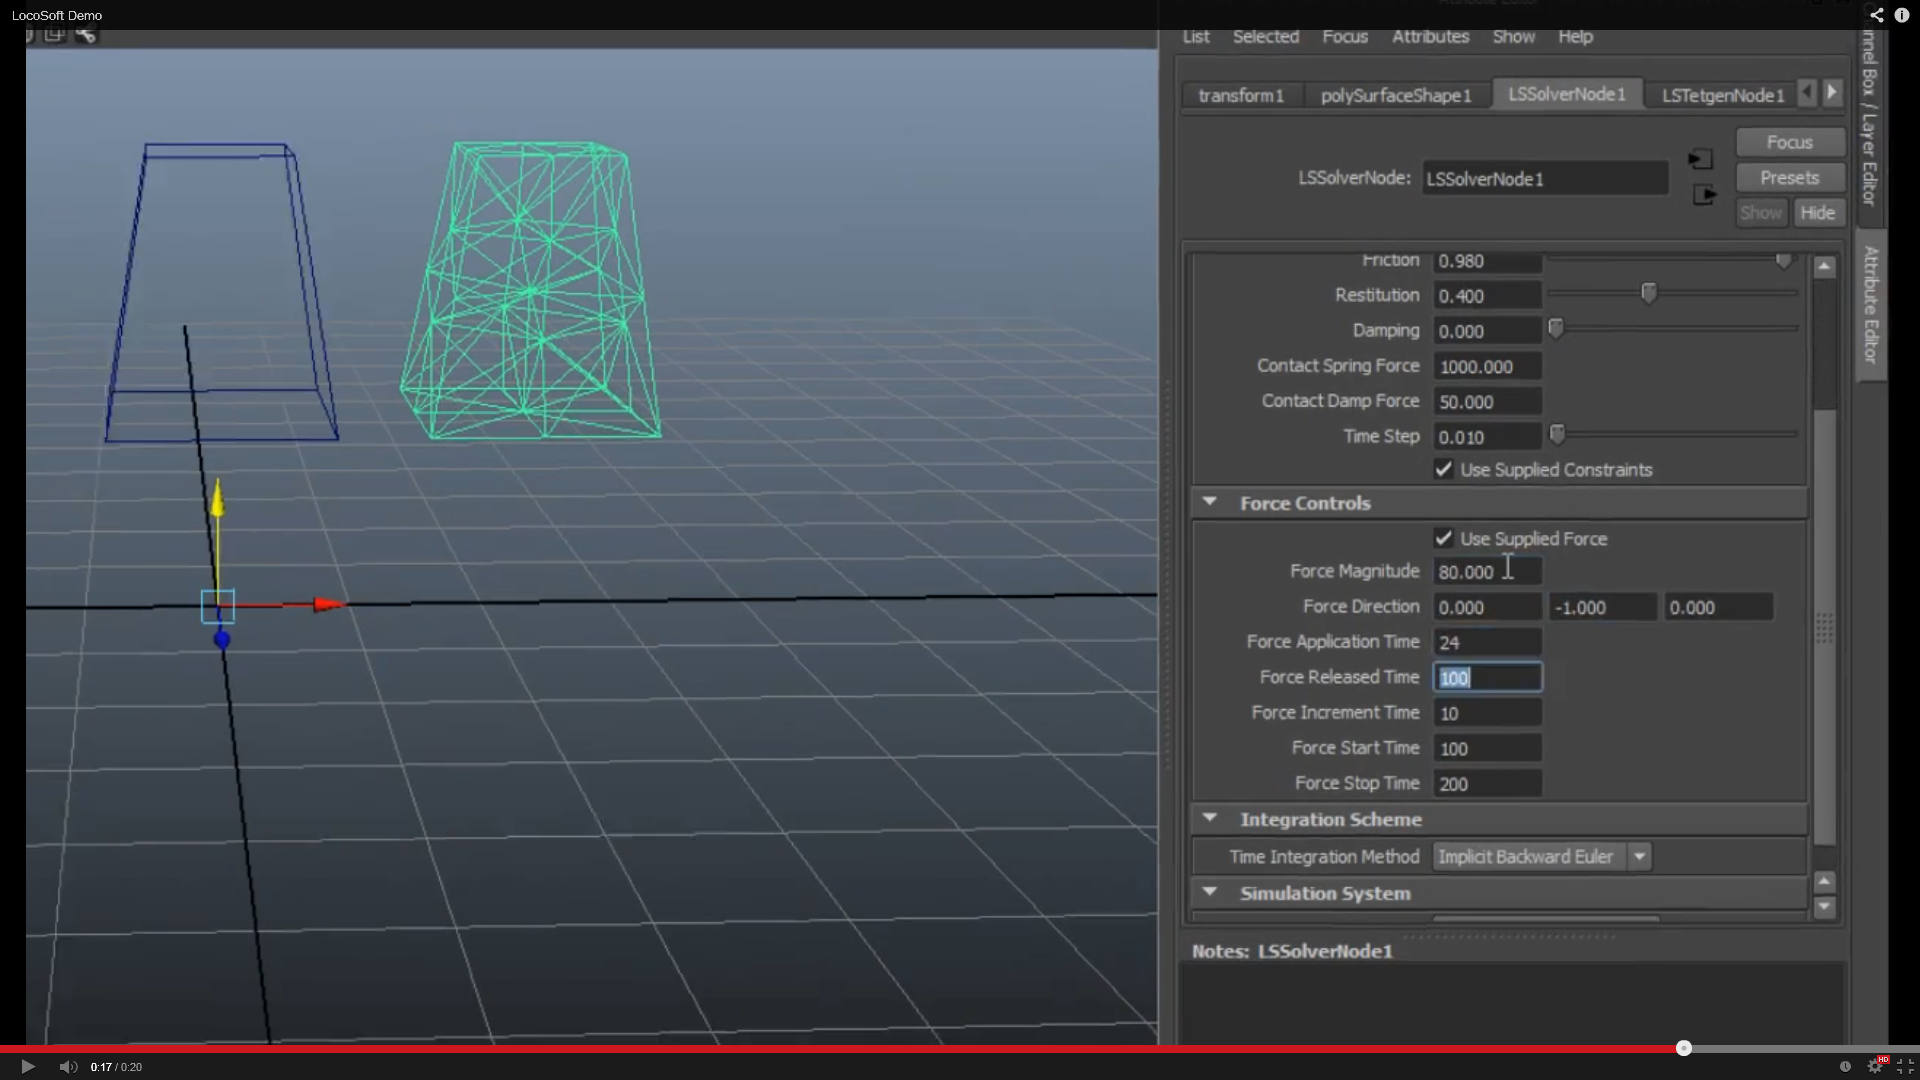 LocoSoft Demo
List Selected Focus Attributes Show Help
transform1 polySurfaceShape1 LSSolverNode1 LSTetgenNode1
Focus
LSSolverNode: LSSolverNode1
Presets
Show Hide
Friction 0.980
Restitution 0.400
Damping 0.000
Contact Spring Force 1000.000
Contact Damp Force 50.000
Time Step 0.010
Use Supplied Constraints
Force Controls
Use Supplied Force
Force Magnitude 80.000
Force Direction 0.000 -1.000 0.000
Force Application Time 24
Force Released Time 100
Force Increment Time 10
Force Start Time 100
Force Stop Time 200
Integration Scheme
Time Integration Method Implicit Backward Euler
Simulation System
Notes: LSSolverNode1
Box / Layer Editor
Attribute Editor
0:17 / 0:20
HD